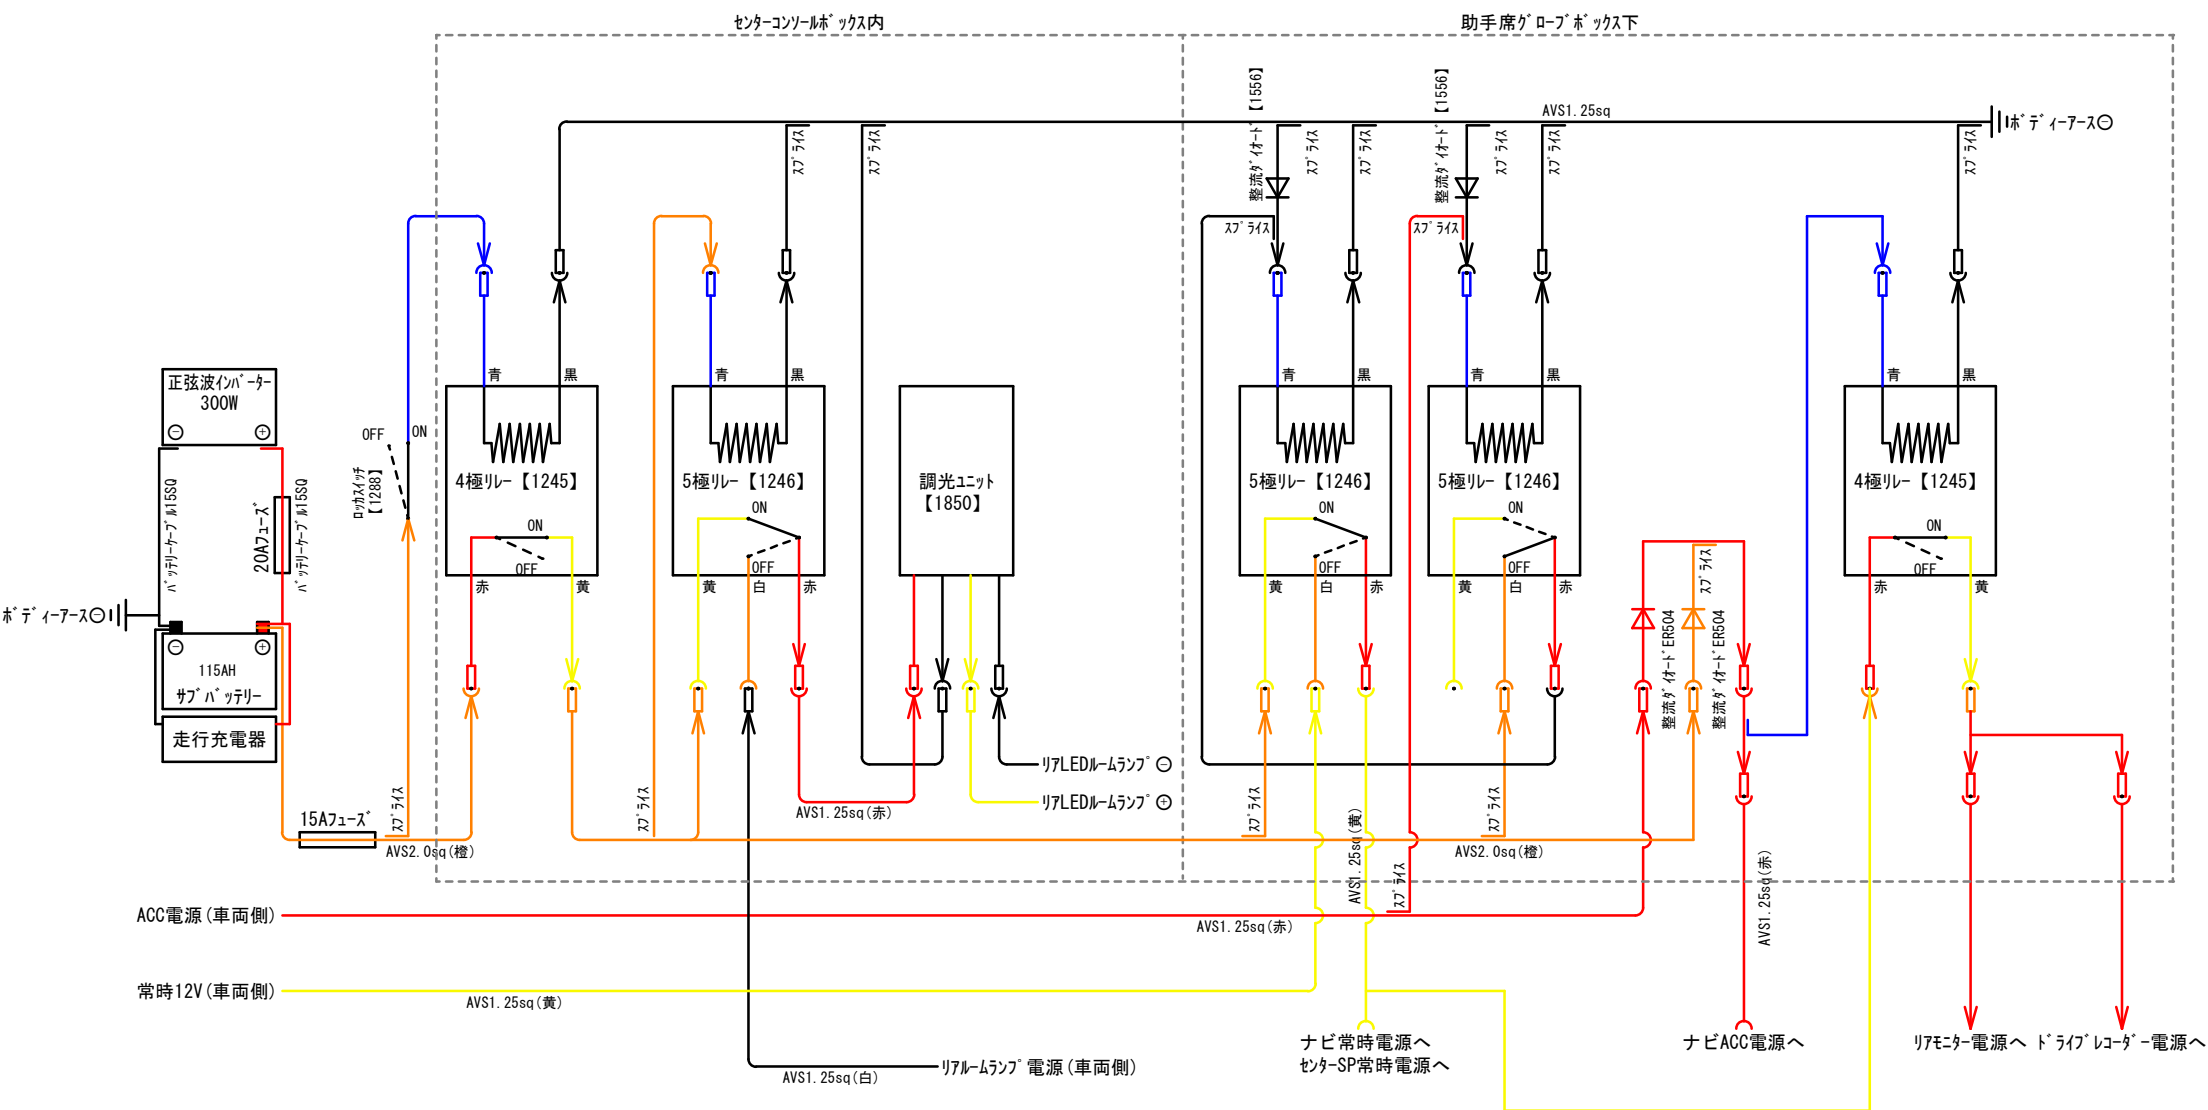 センターコンソールボックス内
助手席グローブボックス下
AVS1.25sq
ボディーアース⊖
スプライス
スプライス
整流ダイオード【1556】
スプライス
スプライス
整流ダイオード【1556】
スプライス
スプライス
スプライス
スプライス
スプライス
正弦波インバーター
300W
⊖
⊕
バッテリーケーブル15SQ
20Aフューズ
バッテリーケーブル15SQ
ボディーアース⊖
⊖
⊕
115AH
サブバッテリー
走行充電器
15Aフューズ
OFF
ON
ロッカスイッチ
【1288】
スプライス
AVS2.0sq(橙)
青
黒
4極リレー【1245】
ON
OFF
赤
黄
青
黒
5極リレー【1246】
ON
OFF
黄
白
赤
スプライス
調光ユニット
【1850】
AVS1.25sq(赤)
リアLEDルームランプ⊖
リアLEDルームランプ⊕
青
黒
5極リレー【1246】
ON
OFF
黄
白
赤
スプライス
AVS1.25sq(黄)
青
黒
5極リレー【1246】
ON
OFF
黄
白
赤
スプライス
AVS2.0sq(橙)
スプライス
スプライス
整流ダイオードER504
整流ダイオードER504
AVS1.25sq(赤)
青
黒
4極リレー【1245】
ON
OFF
赤
黄
ACC電源(車両側)
AVS1.25sq(赤)
常時12V(車両側)
AVS1.25sq(黄)
AVS1.25sq(白)
リアルームランプ電源(車両側)
ナビ常時電源へ
センターSP常時電源へ
ナビACC電源へ
リアモニター電源へ
ドライブレコーダー電源へ